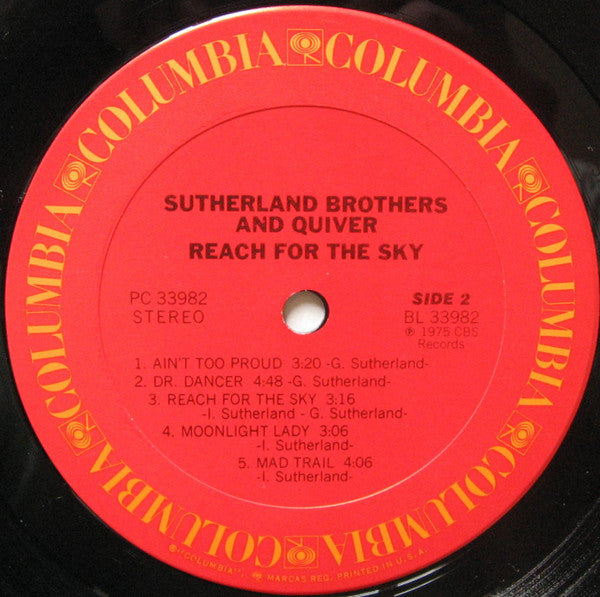 COLUMBIA COLUMBIA COLUMBIA COLUMBIA COLUMBIA COLUMBIA
SUTHERLAND BROTHERS
AND QUIVER
REACH FOR THE SKY
PC 33982
STEREO
SIDE 2
BL 33982
℗ 1975 CBS
Records
1. AIN'T TOO PROUD 3:20 -G. Sutherland-
2. DR. DANCER 4:48 -G. Sutherland-
3. REACH FOR THE SKY 3:16
-I. Sutherland - G. Sutherland-
4. MOONLIGHT LADY 3:06
-I. Sutherland-
5. MAD TRAIL 4:06
-I. Sutherland-
"COLUMBIA", MARCAS REG. PRINTED IN U.S.A.